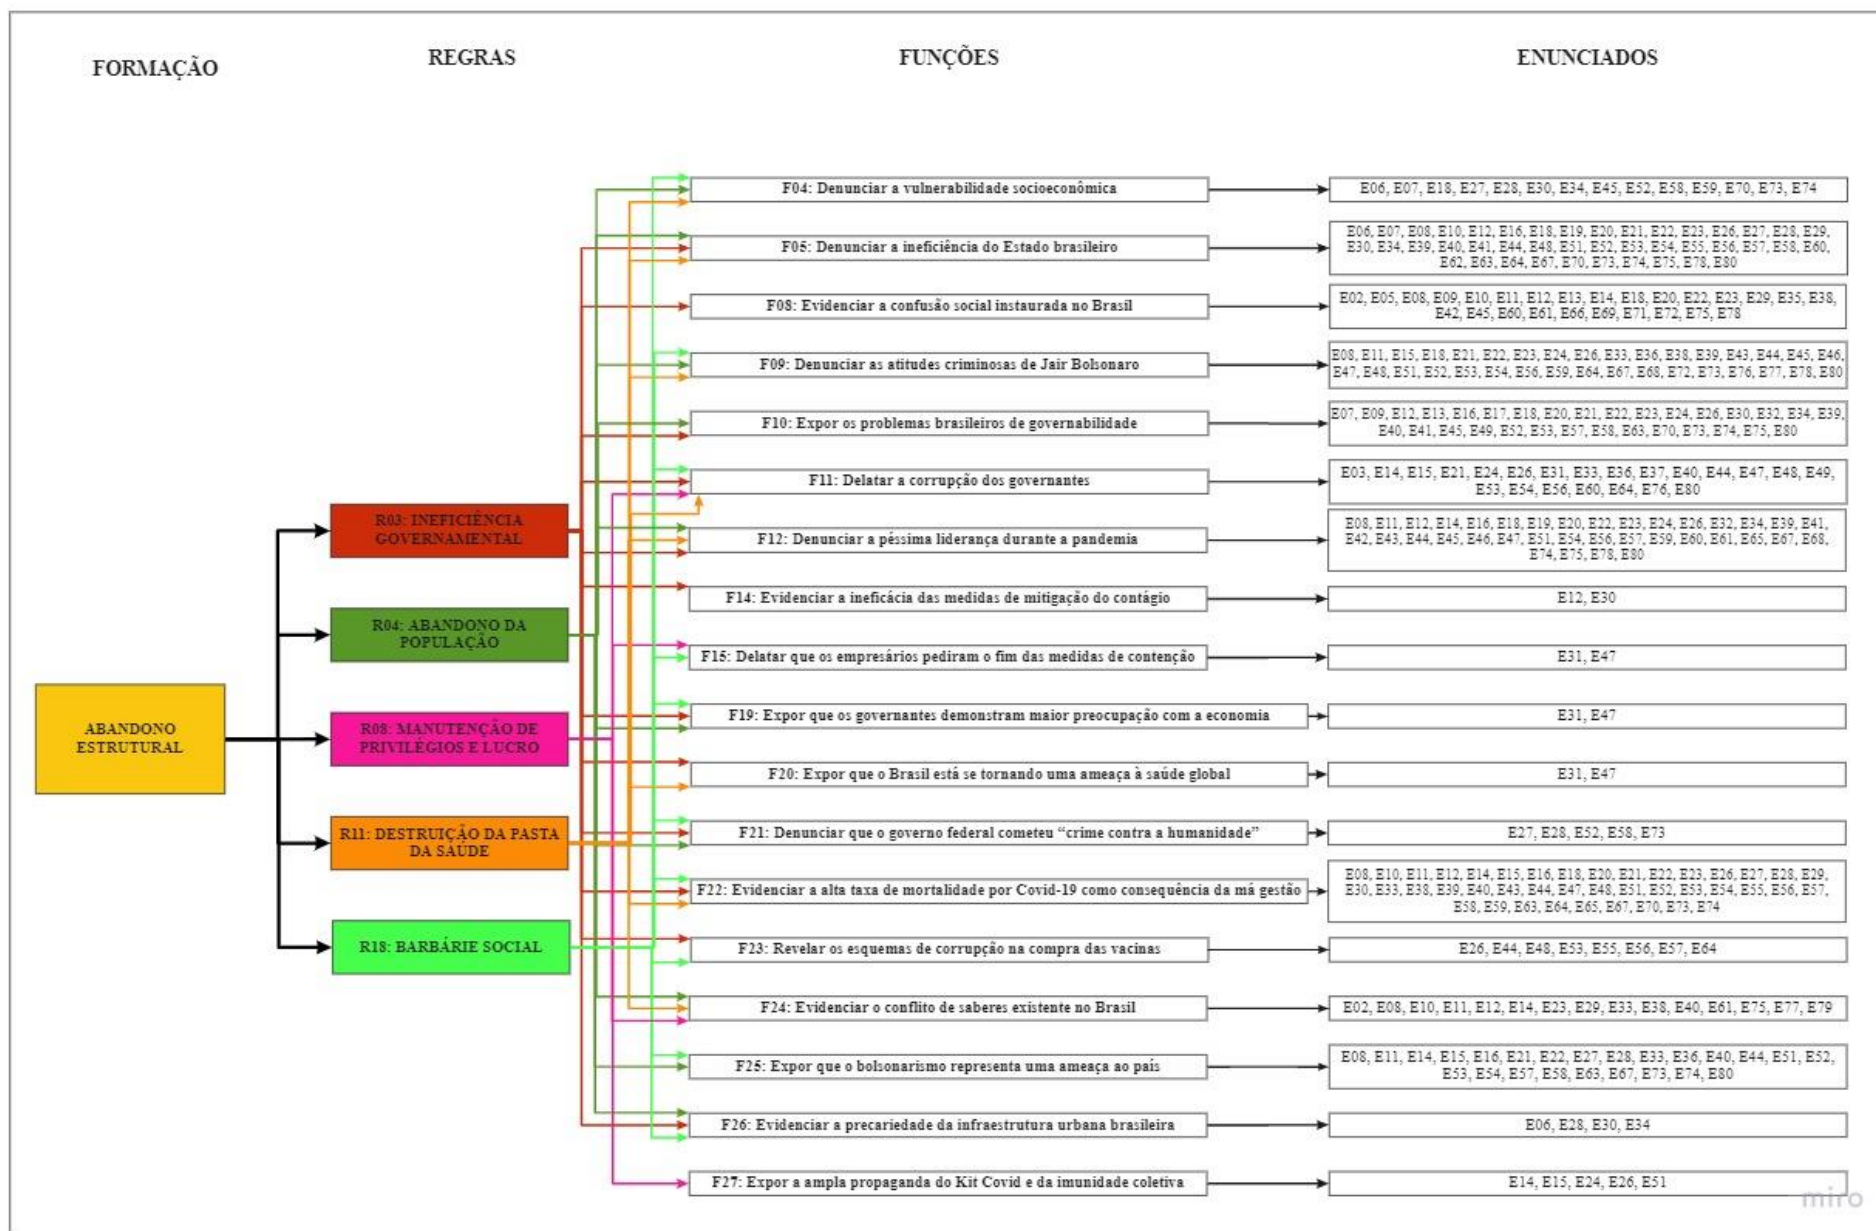 FORMAÇÃO
REGRAS
FUNÇÕES
ENUNCIADOS
ABANDONO
ESTRUTURAL
R03: INEFICIÊNCIA
GOVERNAMENTAL
R04: ABANDONO DA
POPULAÇÃO
R08: MANUTENÇÃO DE
PRIVILÉGIOS E LUCRO
R11: DESTRUIÇÃO DA PASTA
DA SAÚDE
R18: BARBÁRIE SOCIAL
F04: Denunciar a vulnerabilidade socioeconômica
E06, E07, E18, E27, E28, E30, E34, E45, E52, E58, E59, E70, E73, E74
F05: Denunciar a ineficiência do Estado brasileiro
E06, E07, E08, E10, E12, E16, E18, E19, E20, E21, E22, E23, E26, E27, E28, E29,
E30, E34, E39, E40, E41, E44, E48, E51, E52, E53, E54, E55, E56, E57, E58, E60,
E62, E63, E64, E67, E70, E73, E74, E75, E78, E80
F08: Evidenciar a confusão social instaurada no Brasil
E02, E05, E08, E09, E10, E11, E12, E13, E14, E18, E20, E22, E23, E29, E35, E38,
E42, E45, E60, E61, E66, E69, E71, E72, E75, E78
F09: Denunciar as atitudes criminosas de Jair Bolsonaro
E08, E11, E15, E18, E21, E22, E23, E24, E26, E33, E36, E38, E39, E43, E44, E45, E46,
E47, E48, E51, E52, E53, E54, E56, E59, E64, E67, E68, E72, E73, E76, E77, E78, E80
F10: Expor os problemas brasileiros de governabilidade
E07, E09, E12, E13, E16, E17, E18, E20, E21, E22, E23, E24, E26, E30, E32, E34, E39,
E40, E41, E45, E49, E52, E53, E57, E58, E63, E70, E73, E74, E75, E80
F11: Delatar a corrupção dos governantes
E03, E14, E15, E21, E24, E26, E31, E33, E36, E37, E40, E44, E47, E48, E49,
E53, E54, E56, E60, E64, E76, E80
F12: Denunciar a péssima liderança durante a pandemia
E08, E11, E12, E14, E16, E18, E19, E20, E22, E23, E24, E26, E32, E34, E39, E41,
E42, E43, E44, E45, E46, E47, E51, E54, E56, E57, E59, E60, E61, E65, E67, E68,
E74, E75, E78, E80
F14: Evidenciar a ineficácia das medidas de mitigação do contágio
E12, E30
F15: Delatar que os empresários pediram o fim das medidas de contenção
E31, E47
F19: Expor que os governantes demonstram maior preocupação com a economia
E31, E47
F20: Expor que o Brasil está se tornando uma ameaça à saúde global
E31, E47
F21: Denunciar que o governo federal cometeu “crime contra a humanidade”
E27, E28, E52, E58, E73
F22: Evidenciar a alta taxa de mortalidade por Covid-19 como consequência da má gestão
E08, E10, E11, E12, E14, E15, E16, E18, E20, E21, E22, E23, E26, E27, E28, E29,
E30, E33, E38, E39, E40, E43, E44, E47, E48, E51, E52, E53, E54, E55, E56, E57,
E58, E59, E63, E64, E65, E67, E70, E73, E74
F23: Revelar os esquemas de corrupção na compra das vacinas
E26, E44, E48, E53, E55, E56, E57, E64
F24: Evidenciar o conflito de saberes existente no Brasil
E02, E08, E10, E11, E12, E14, E23, E29, E33, E38, E40, E61, E75, E77, E79
F25: Expor que o bolsonarismo representa uma ameaça ao país
E08, E11, E14, E15, E16, E21, E22, E27, E28, E33, E36, E40, E44, E51, E52,
E53, E54, E57, E58, E63, E67, E73, E74, E80
F26: Evidenciar a precariedade da infraestrutura urbana brasileira
E06, E28, E30, E34
F27: Expor a ampla propaganda do Kit Covid e da imunidade coletiva
E14, E15, E24, E26, E51
miro